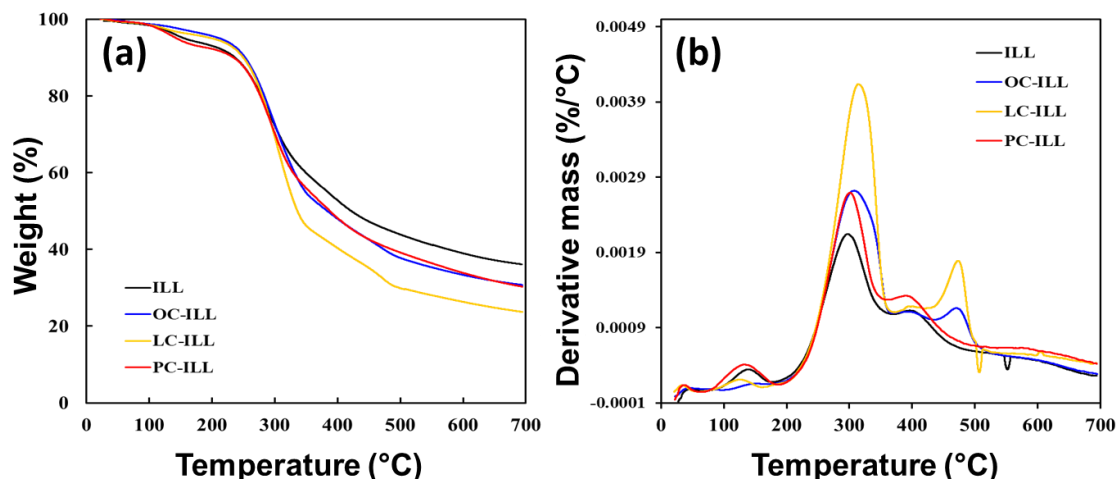 (a)
Weight (%)
100
80
60
40
20
0
ILL
OC-ILL
LC-ILL
PC-ILL
0 100 200 300 400 500 600 700
Temperature (°C)
(b)
Derivative mass (%/°C)
0.0049
0.0039
0.0029
0.0019
0.0009
-0.0001
ILL
OC-ILL
LC-ILL
PC-ILL
0 100 200 300 400 500 600 700
Temperature (°C)